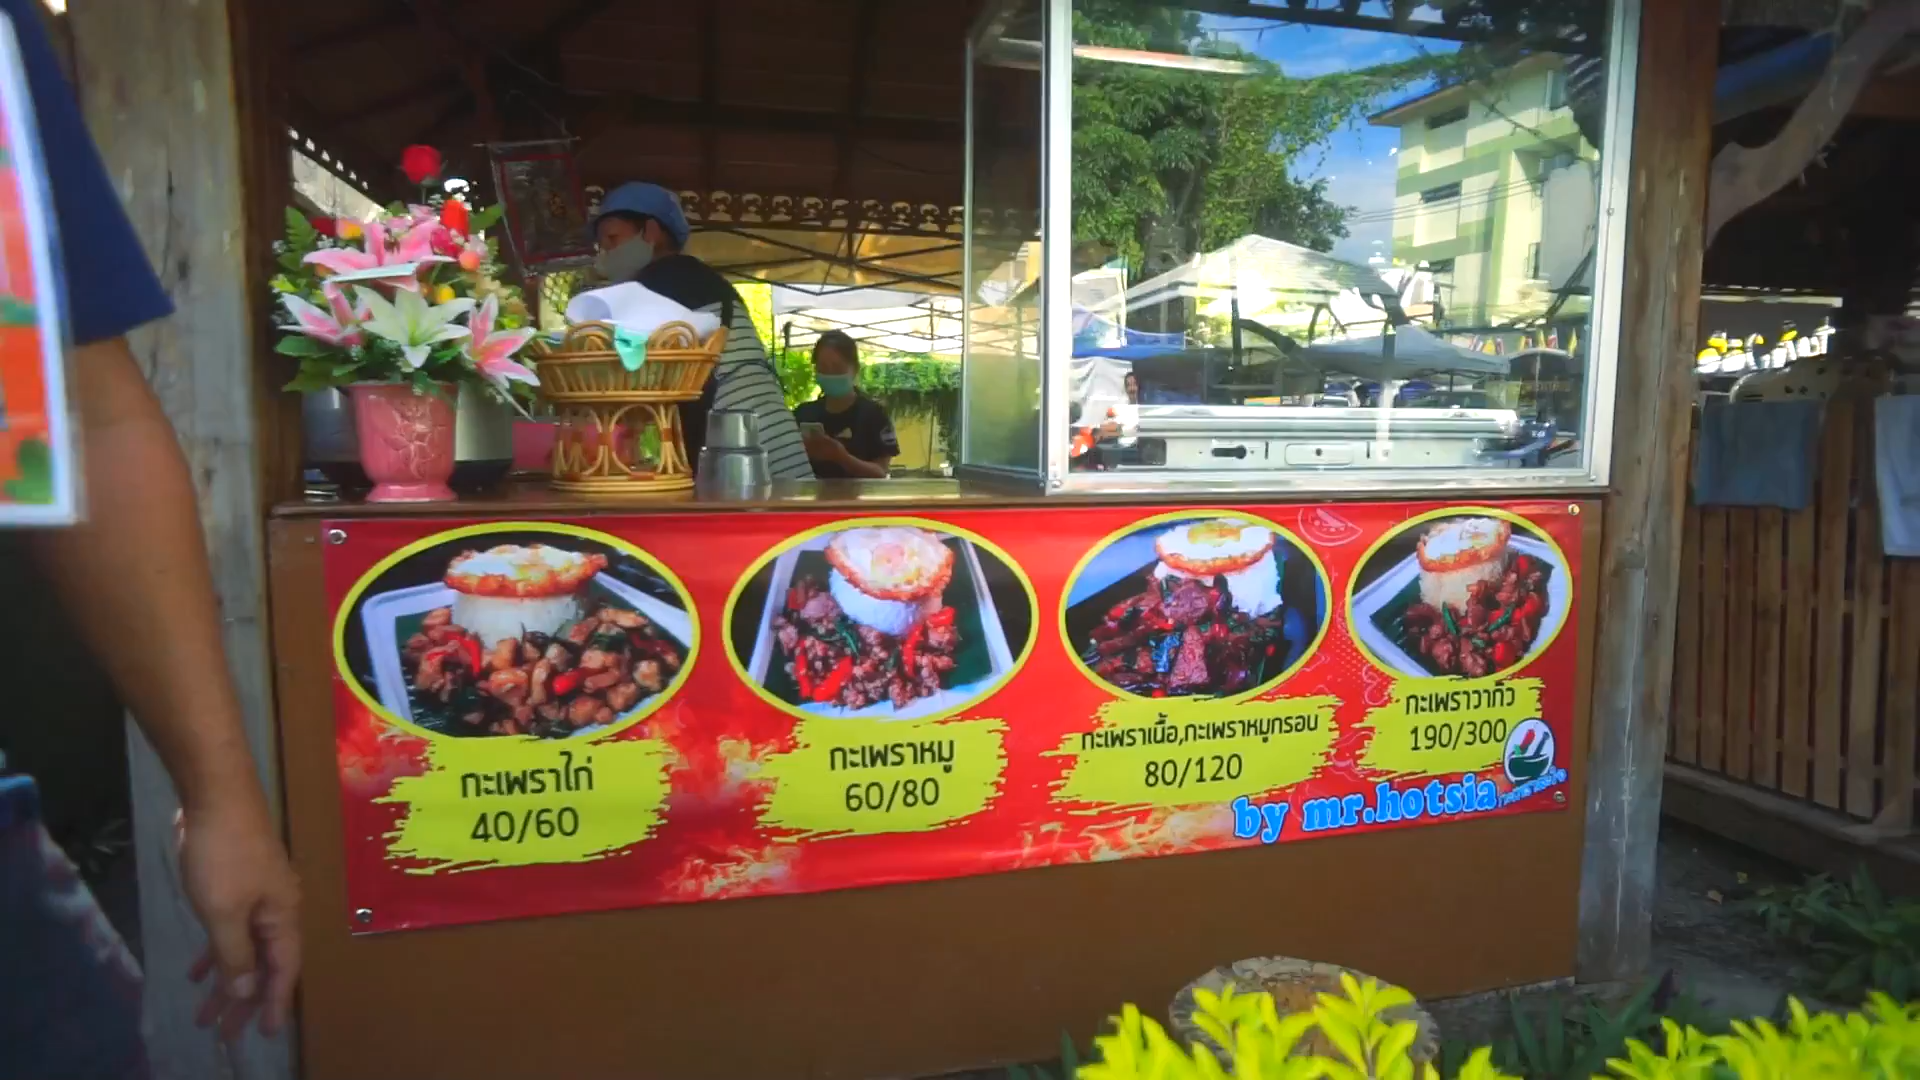 กะเพราไก่
40/60
กะเพราหมู
60/80
กะเพราเนื้อ,กะเพราหมูกรอบ
80/120
กะเพราวากิว
190/300
by mr.hotsia